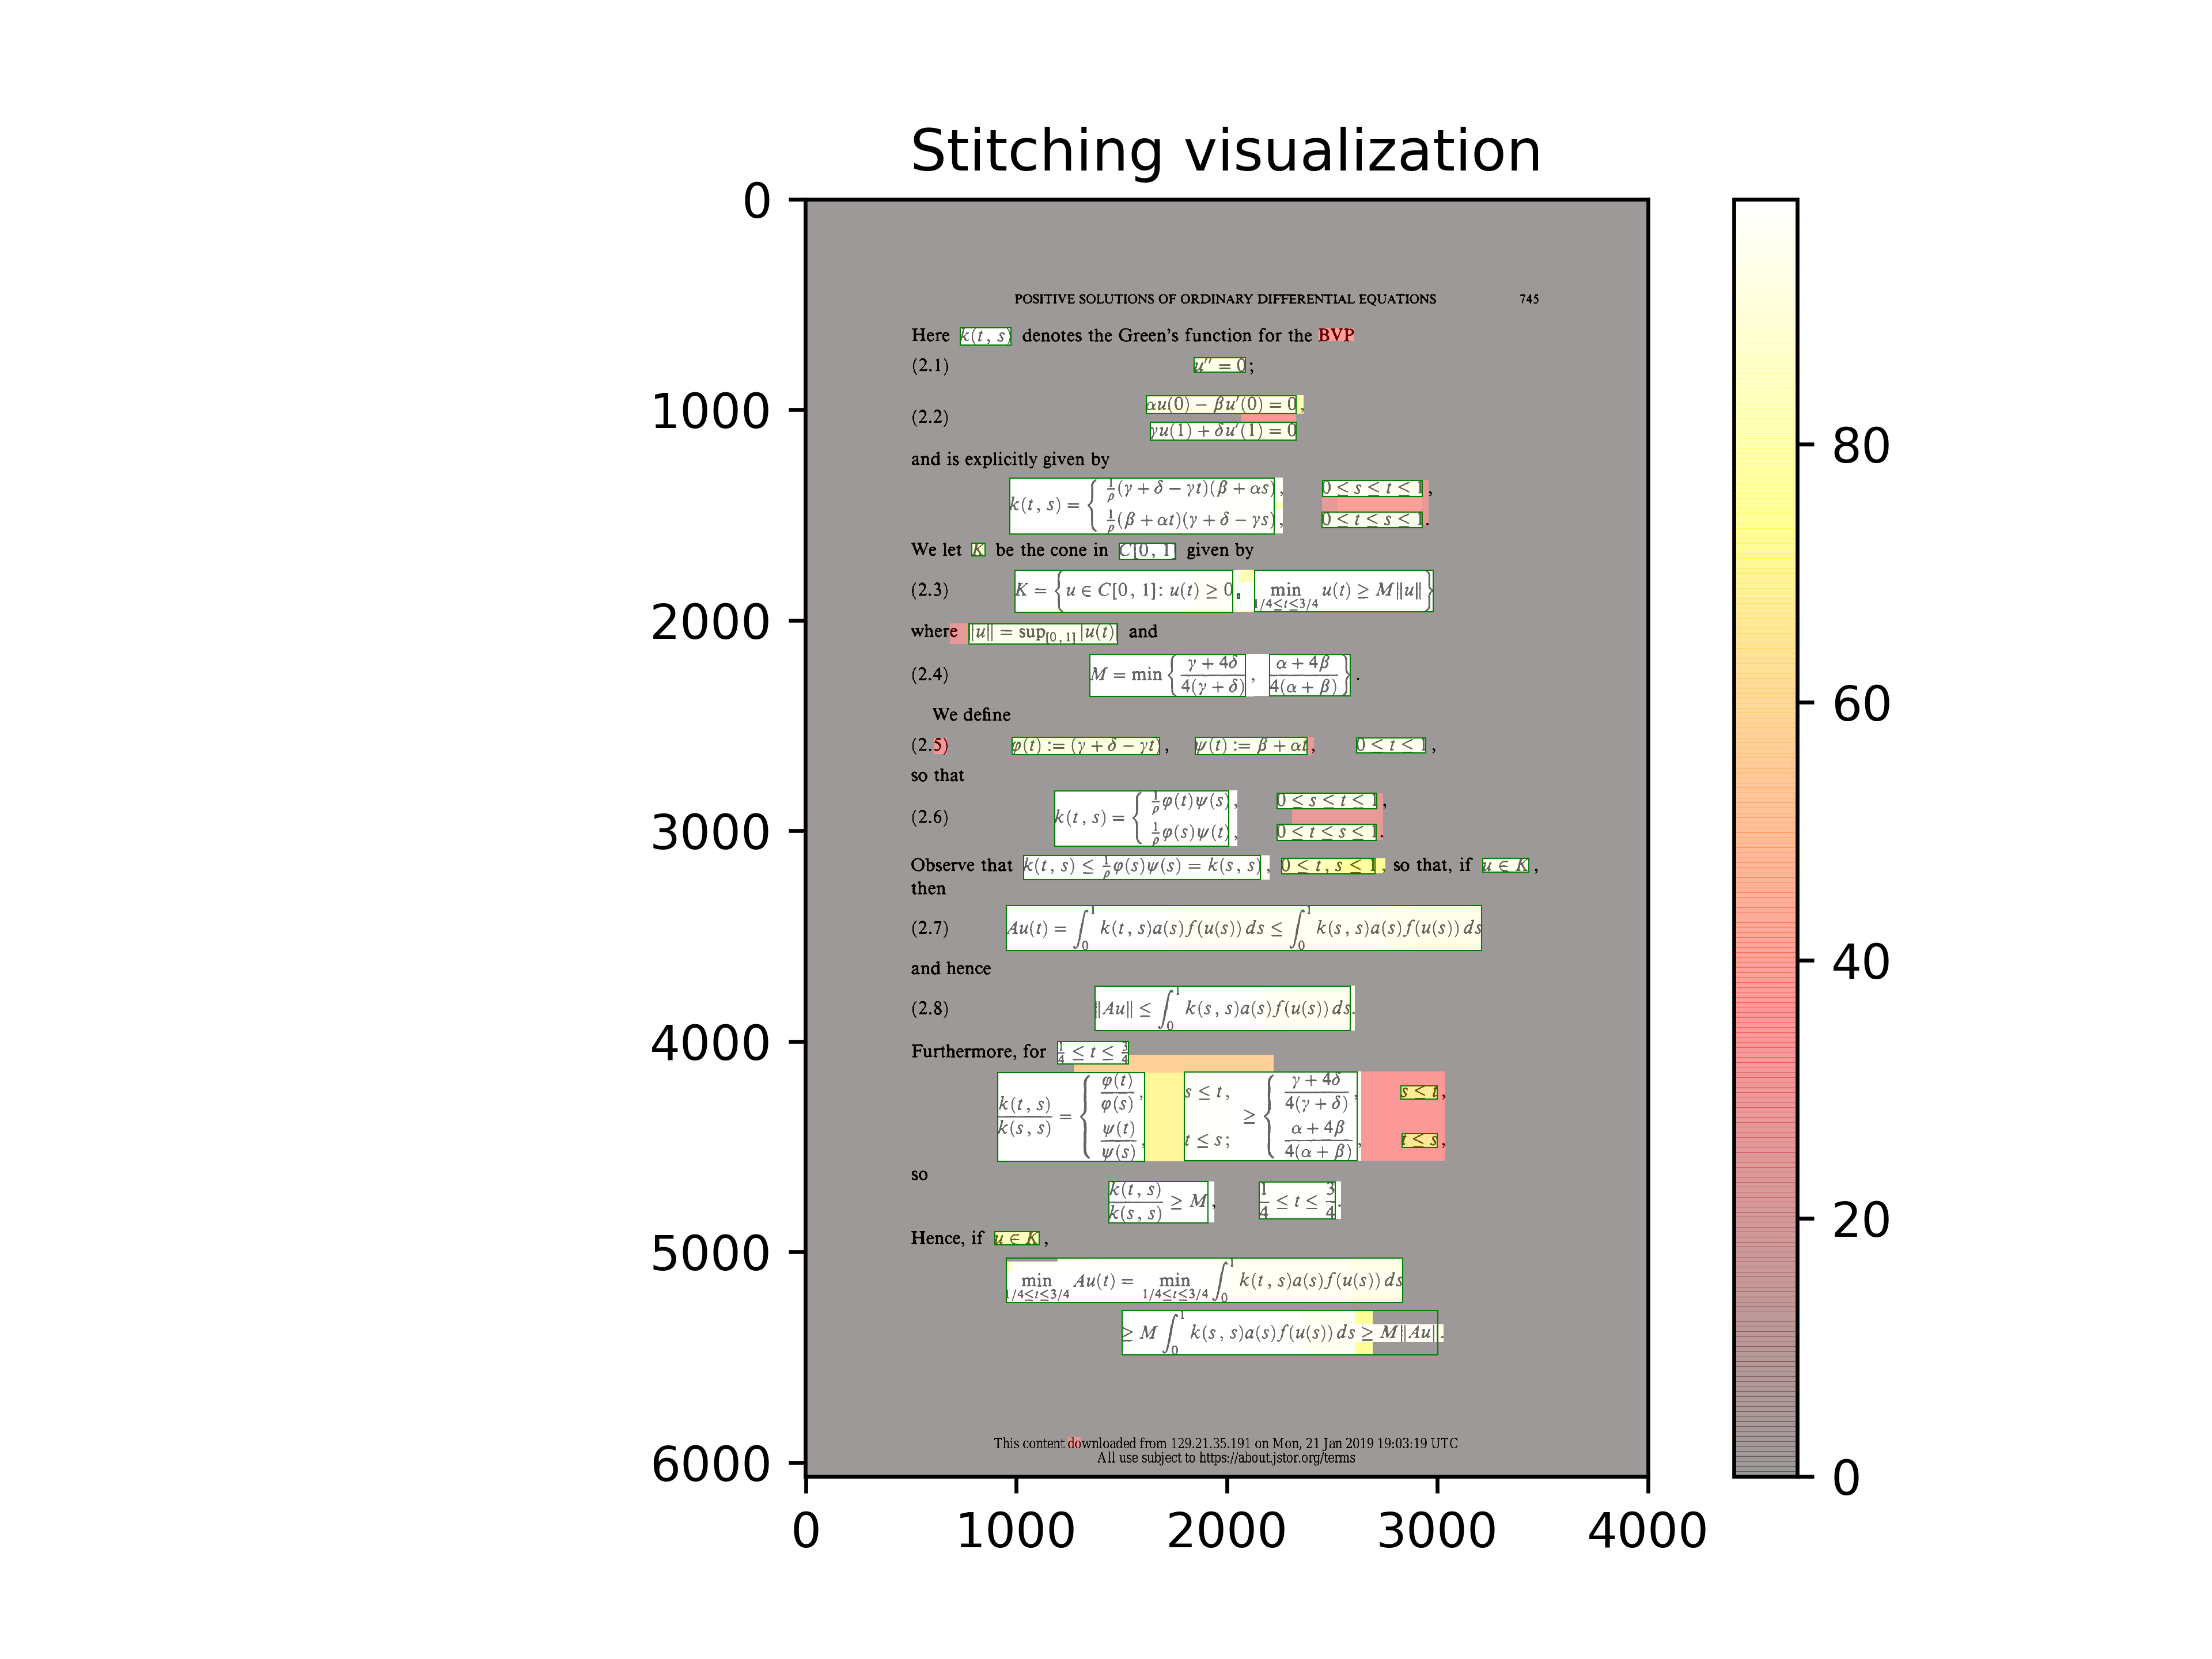 Stitching visualization
POSITIVE SOLUTIONS OF ORDINARY DIFFERENTIAL EQUATIONS 745
Here k(t, s) denotes the Green's function for the BVP
(2.1) u″ = 0;
(2.2) αu(0) − βu′(0) = 0,
γu(1) + δu′(1) = 0
and is explicitly given by
k(t, s) = { 1/ρ (γ + δ − γt)(β + αs), 0 ≤ s ≤ t ≤ 1,
1/ρ (β + αt)(γ + δ − γs), 0 ≤ t ≤ s ≤ 1.
We let K be the cone in C[0, 1] given by
(2.3) K = { u ∈ C[0, 1]: u(t) ≥ 0, min 1/4≤t≤3/4 u(t) ≥ M‖u‖ }
where ‖u‖ = sup[0,1] |u(t)| and
(2.4) M = min { (γ + 4δ)/(4(γ + δ)), (α + 4β)/(4(α + β)) }.
We define
(2.5) φ(t) := (γ + δ − γt), ψ(t) := β + αt, 0 ≤ t ≤ 1,
so that
(2.6) k(t, s) = { 1/ρ φ(t)ψ(s), 0 ≤ s ≤ t ≤ 1,
1/ρ φ(s)ψ(t), 0 ≤ t ≤ s ≤ 1.
Observe that k(t, s) ≤ 1/ρ φ(s)ψ(s) = k(s, s), 0 ≤ t, s ≤ 1, so that, if u ∈ K,
then
(2.7) Au(t) = ∫₀¹ k(t, s)a(s)f(u(s)) ds ≤ ∫₀¹ k(s, s)a(s)f(u(s)) ds
and hence
(2.8) ‖Au‖ ≤ ∫₀¹ k(s, s)a(s)f(u(s)) ds.
Furthermore, for 1/4 ≤ t ≤ 3/4
k(t, s)/k(s, s) = { φ(t)/φ(s), s ≤ t, ≥ { (γ + 4δ)/(4(γ + δ)), s ≤ t,
ψ(t)/ψ(s), t ≤ s; (α + 4β)/(4(α + β)), t ≤ s,
so
k(t, s)/k(s, s) ≥ M, 1/4 ≤ t ≤ 3/4.
Hence, if u ∈ K,
min 1/4≤t≤3/4 Au(t) = min 1/4≤t≤3/4 ∫₀¹ k(t, s)a(s)f(u(s)) ds
≥ M ∫₀¹ k(s, s)a(s)f(u(s)) ds ≥ M‖Au‖.
This content downloaded from 129.21.35.191 on Mon, 21 Jan 2019 19:03:19 UTC
All use subject to https://about.jstor.org/terms
0
1000
2000
3000
4000
5000
6000
0 1000 2000 3000 4000
80
60
40
20
0